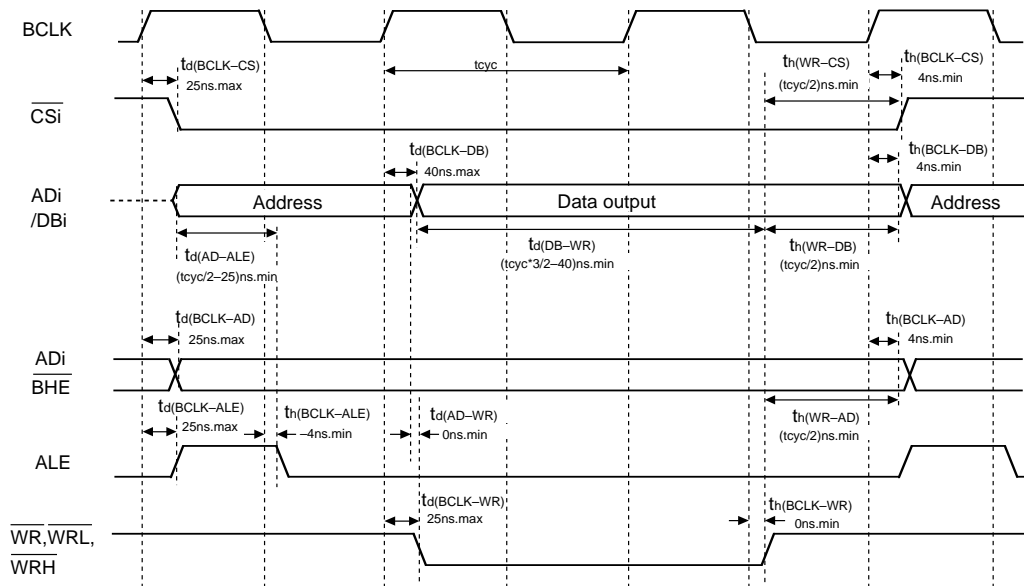 BCLK
td(BCLK–CS)
25ns.max
tcyc
th(WR–CS)
(tcyc/2)ns.min
th(BCLK–CS)
4ns.min
CSi
td(BCLK–DB)
40ns.max
th(BCLK–DB)
4ns.min
ADi
/DBi
Address
Data output
Address
td(AD–ALE)
(tcyc/2–25)ns.min
td(DB–WR)
(tcyc*3/2–40)ns.min
th(WR–DB)
(tcyc/2)ns.min
td(BCLK–AD)
25ns.max
th(BCLK–AD)
4ns.min
ADi
BHE
td(BCLK–ALE)
25ns.max
th(BCLK–ALE)
–4ns.min
td(AD–WR)
0ns.min
th(WR–AD)
(tcyc/2)ns.min
ALE
td(BCLK–WR)
25ns.max
th(BCLK–WR)
0ns.min
WR,WRL,
WRH